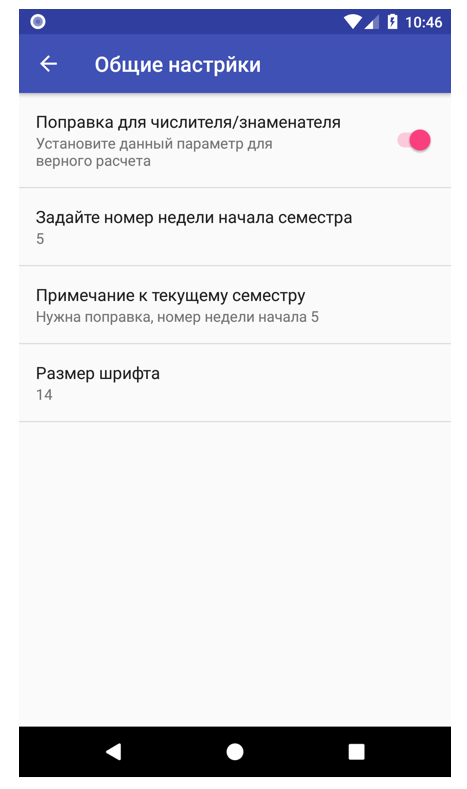 10:46
Общие настрйки
Поправка для числителя/знаменателя
Установите данный параметр для
верного расчета
Задайте номер недели начала семестра
5
Примечание к текущему семестру
Нужна поправка, номер недели начала 5
Размер шрифта
14